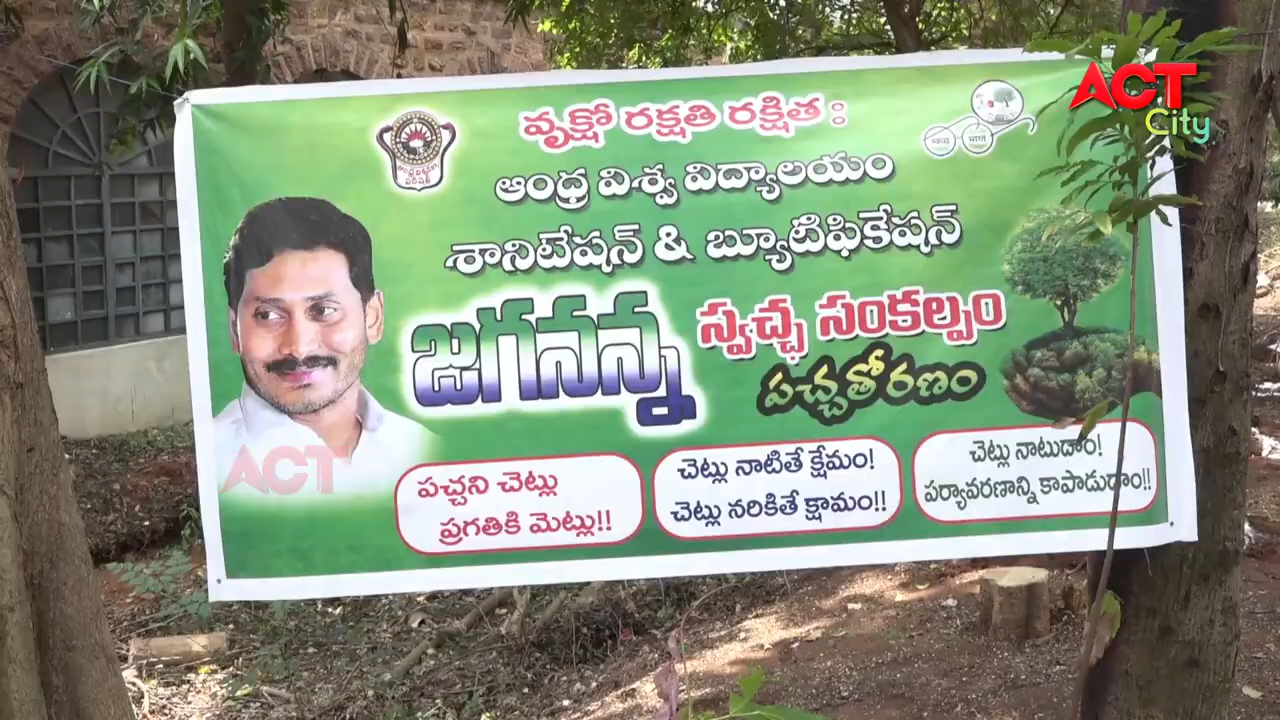 ACT
City
వృక్షో రక్షతి రక్షిత :
ఆంధ్ర విశ్వ విద్యాలయం
శానిటేషన్ & బ్యూటిఫికేషన్
జగనన్న
స్వచ్ఛ సంకల్పం
పచ్చతోరణం
పచ్చని చెట్లు
ప్రగతికి మెట్లు!!
చెట్లు నాటితే క్షేమం!
చెట్లు నరికితే క్షామం!!
చెట్లు నాటుదాం!
పర్యావరణాన్ని కాపాడుదాం!!
ACT